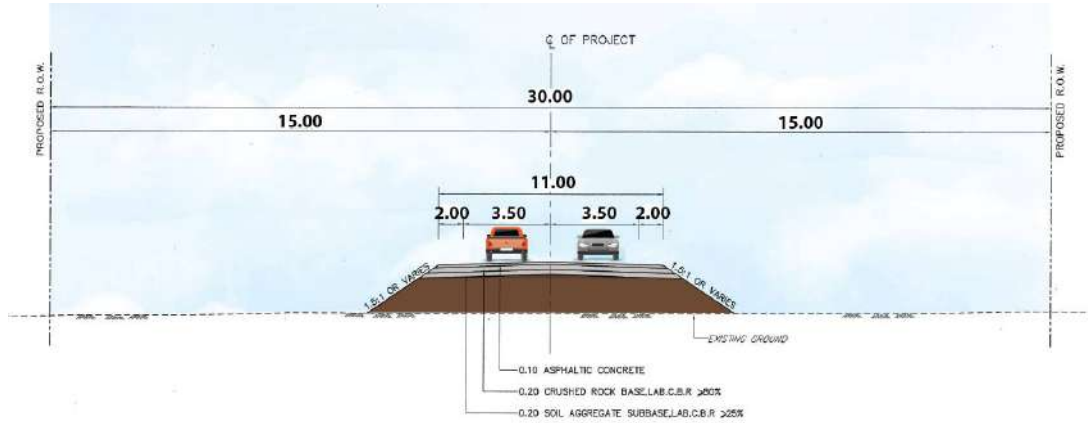 ℄ OF PROJECT
PROPOSED R.O.W.
PROPOSED R.O.W.
30.00
15.00
15.00
11.00
2.00
3.50
3.50
2.00
1.5:1 OR VARIES
1.5:1 OR VARIES
EXISTING GROUND
0.10 ASPHALTIC CONCRETE
0.20 CRUSHED ROCK BASE,LAB.C.B.R ≥80%
0.20 SOIL AGGREGATE SUBBASE,LAB.C.B.R ≥25%